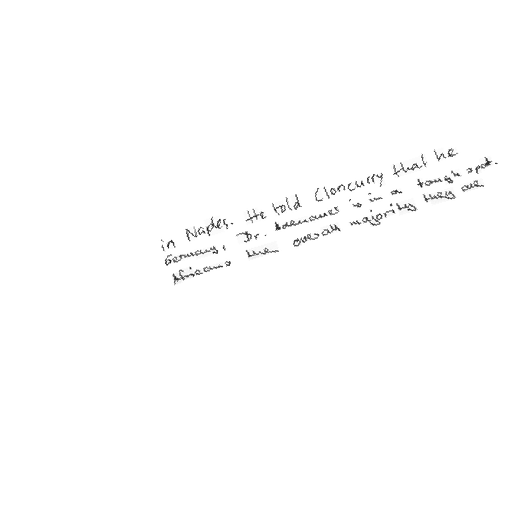 in Naples. He told Cloncurry that he
Germany, Dr. Adenauer is in a tough spot.
Africans then overall majority they are